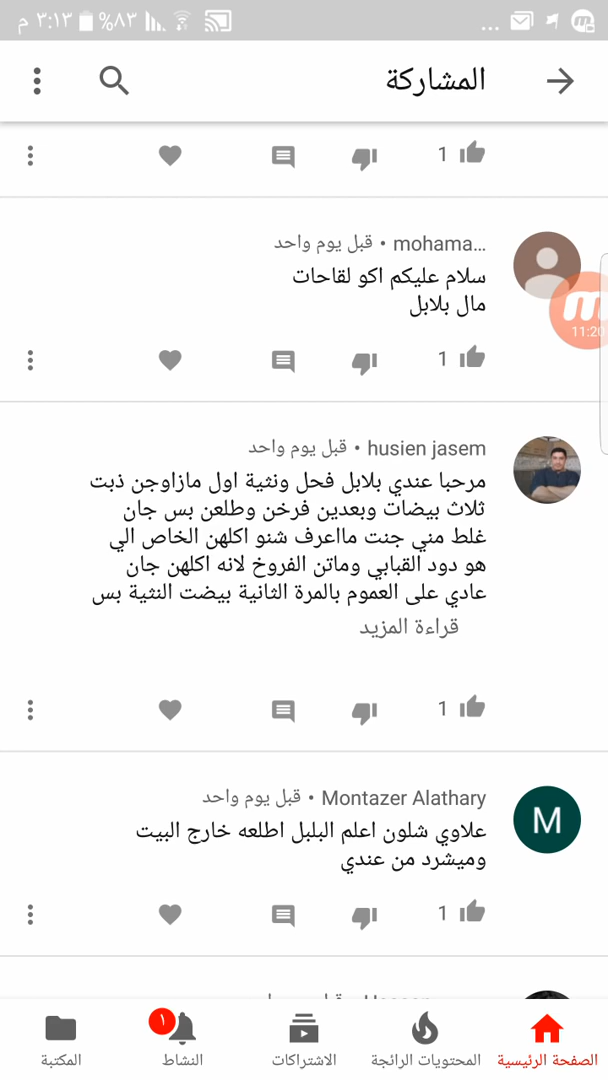 ٣:١٣ م
%٨٣
...
المشاركة
1
mohama… • قبل يوم واحد
سلام عليكم اكو لقاحات
مال بلابل
11:20
1
husien jasem • قبل يوم واحد
مرحبا عندي بلابل فحل ونثية اول مازاوجن ذبت
ثلاث بيضات وبعدين فرخن وطلعن بس جان
غلط مني جنت مااعرف شنو اكلهن الخاص الي
هو دود القبابي وماتن الفروخ لانه اكلهن جان
عادي على العموم بالمرة الثانية بيضت النثية بس
قراءة المزيد
1
Montazer Alathary • قبل يوم واحد
M
علاوي شلون اعلم البلبل اطلعه خارج البيت
وميشرد من عندي
1
الصفحة الرئيسية
المحتويات الرائجة
الاشتراكات
١
النشاط
المكتبة